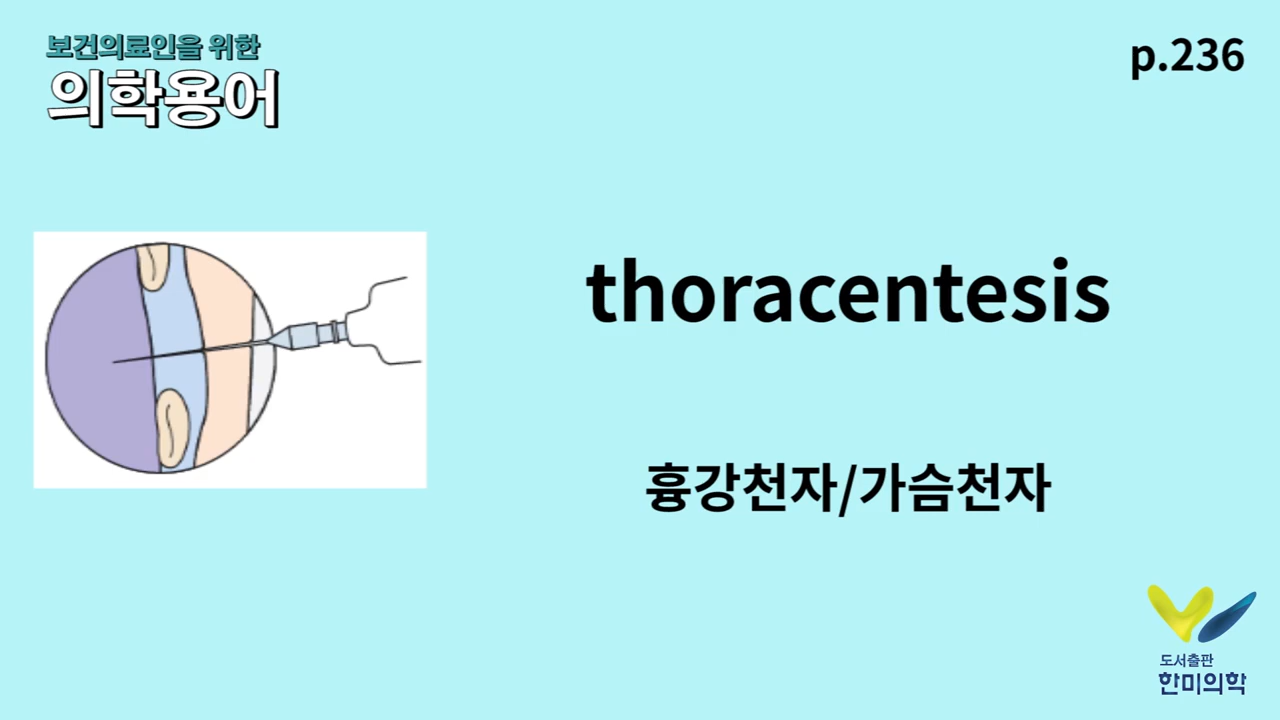 보건의료인을 위한
의학용어
p.236
thoracentesis
흉강천자/가슴천자
도서출판
한미의학